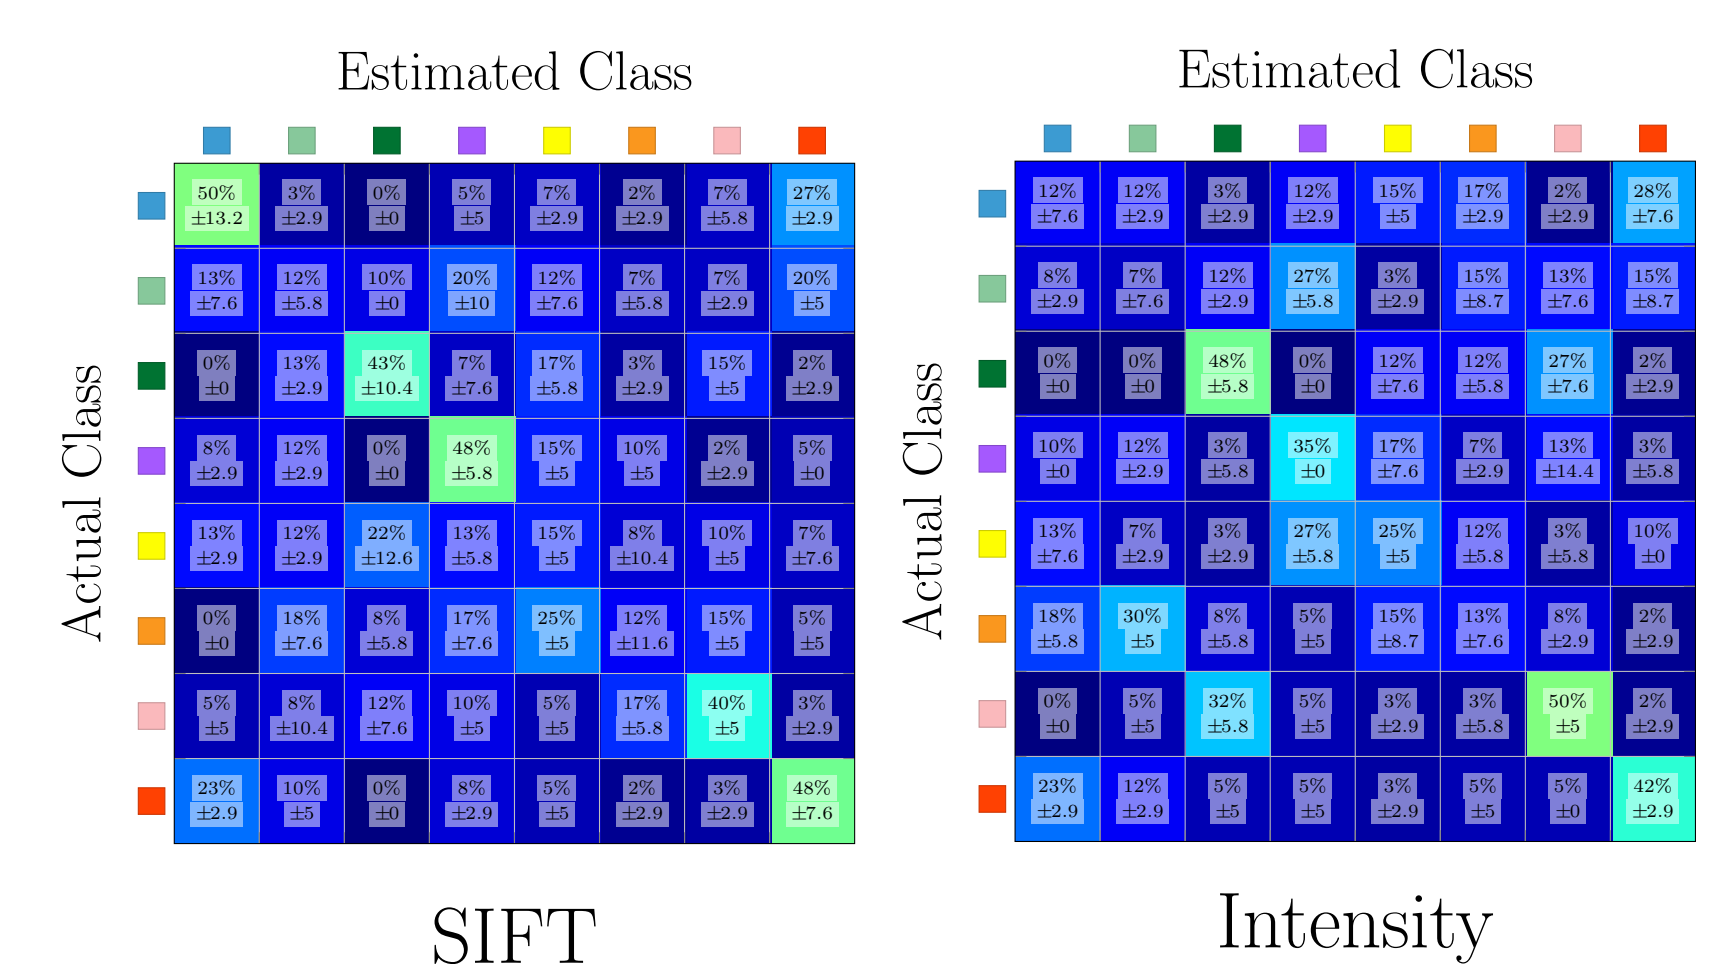 Estimated Class
Actual Class
50% 3% 0% 5% 7% 2% 7% 27%
±13.2 ±2.9 ±0 ±5 ±2.9 ±2.9 ±5.8 ±2.9
13% 12% 10% 20% 12% 7% 7% 20%
±7.6 ±5.8 ±0 ±10 ±7.6 ±5.8 ±2.9 ±5
0% 13% 43% 7% 17% 3% 15% 2%
±0 ±2.9 ±10.4 ±7.6 ±5.8 ±2.9 ±5 ±2.9
8% 12% 0% 48% 15% 10% 2% 5%
±2.9 ±2.9 ±0 ±5.8 ±5 ±5 ±2.9 ±0
13% 12% 22% 13% 15% 8% 10% 7%
±2.9 ±2.9 ±12.6 ±5.8 ±5 ±10.4 ±5 ±7.6
0% 18% 8% 17% 25% 12% 15% 5%
±0 ±7.6 ±5.8 ±7.6 ±5 ±11.6 ±5 ±5
5% 8% 12% 10% 5% 17% 40% 3%
±5 ±10.4 ±7.6 ±5 ±5 ±5.8 ±5 ±2.9
23% 10% 0% 8% 5% 2% 3% 48%
±2.9 ±5 ±0 ±2.9 ±5 ±2.9 ±2.9 ±7.6
SIFT
Estimated Class
Actual Class
12% 12% 3% 12% 15% 17% 2% 28%
±7.6 ±2.9 ±2.9 ±2.9 ±5 ±2.9 ±2.9 ±7.6
8% 7% 12% 27% 3% 15% 13% 15%
±2.9 ±7.6 ±2.9 ±5.8 ±2.9 ±8.7 ±7.6 ±8.7
0% 0% 48% 0% 12% 12% 27% 2%
±0 ±0 ±5.8 ±0 ±7.6 ±5.8 ±7.6 ±2.9
10% 12% 3% 35% 17% 7% 13% 3%
±0 ±2.9 ±5.8 ±0 ±7.6 ±2.9 ±14.4 ±5.8
13% 7% 3% 27% 25% 12% 3% 10%
±7.6 ±2.9 ±2.9 ±5.8 ±5 ±5.8 ±5.8 ±0
18% 30% 8% 5% 15% 13% 8% 2%
±5.8 ±5 ±5.8 ±5 ±8.7 ±7.6 ±2.9 ±2.9
0% 5% 32% 5% 3% 3% 50% 2%
±0 ±5 ±5.8 ±5 ±2.9 ±5.8 ±5 ±2.9
23% 12% 5% 5% 3% 5% 5% 42%
±2.9 ±2.9 ±5 ±5 ±2.9 ±5 ±0 ±2.9
Intensity